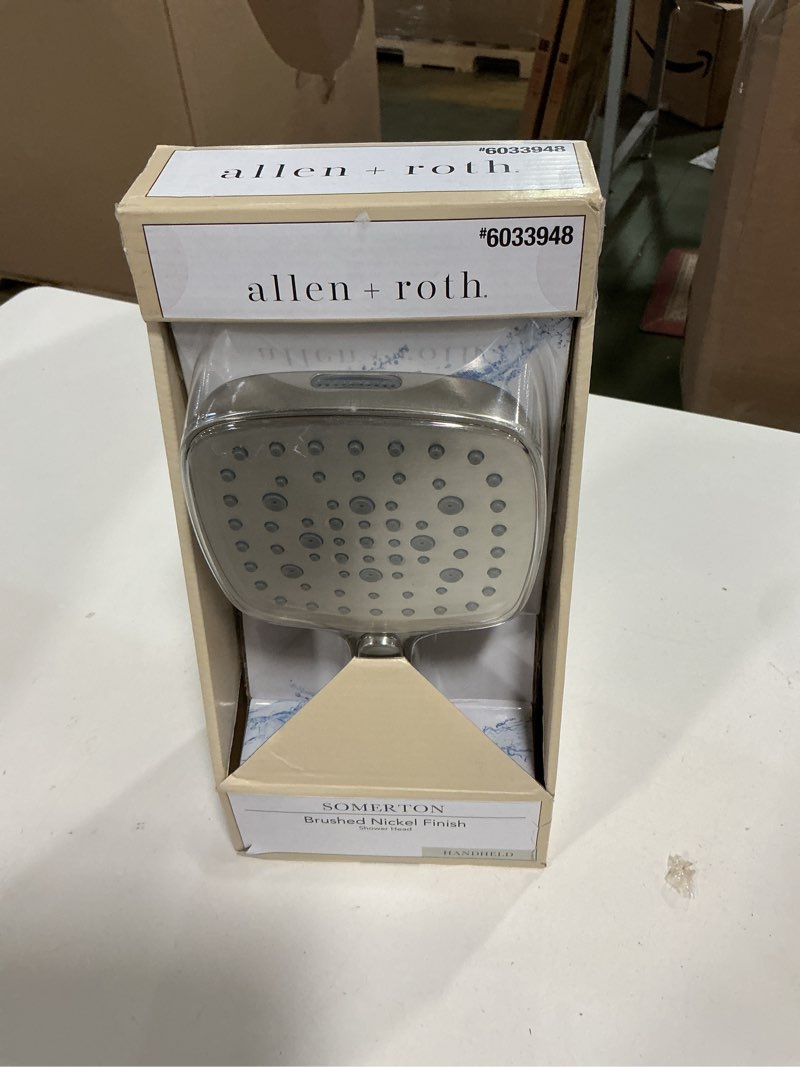 #6033948
allen + roth.
#6033948
allen + roth.
SOMERTON
Brushed Nickel Finish
Shower Head
HANDHELD